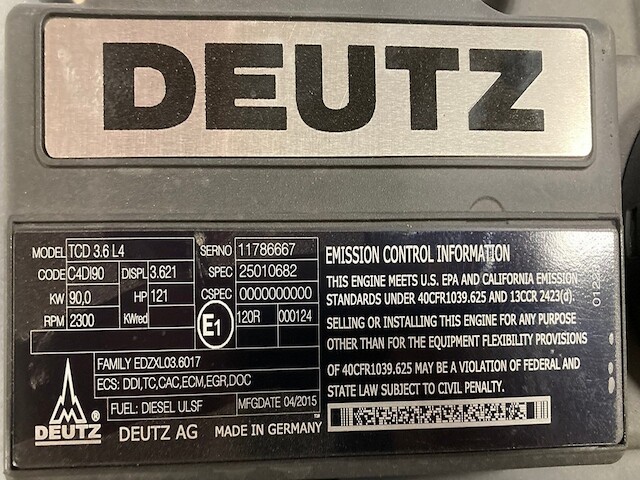 DEUTZ
MODEL TCD 3.6 L4
CODE C4DI90 DISPL 3.621
KW 90,0 HP 121
RPM 2300 KWred
SERNO 11786667
SPEC 25010682
CSPEC 0000000000
E1 120R 000124
FAMILY EDZXL03.6017
ECS: DDI,TC,CAC,ECM,EGR,DOC
FUEL: DIESEL ULSF MFGDATE 04/2015
DEUTZ ® DEUTZ AG MADE IN GERMANY
EMISSION CONTROL INFORMATION
THIS ENGINE MEETS U.S. EPA AND CALIFORNIA EMISSION
STANDARDS UNDER 40CFR1039.625 AND 13CCR 2423(d).
SELLING OR INSTALLING THIS ENGINE FOR ANY PURPOSE
OTHER THAN FOR THE EQUIPMENT FLEXIBILITY PROVISIONS
OF 40CFR1039.625 MAY BE A VIOLATION OF FEDERAL AND
STATE LAW SUBJECT TO CIVIL PENALTY.